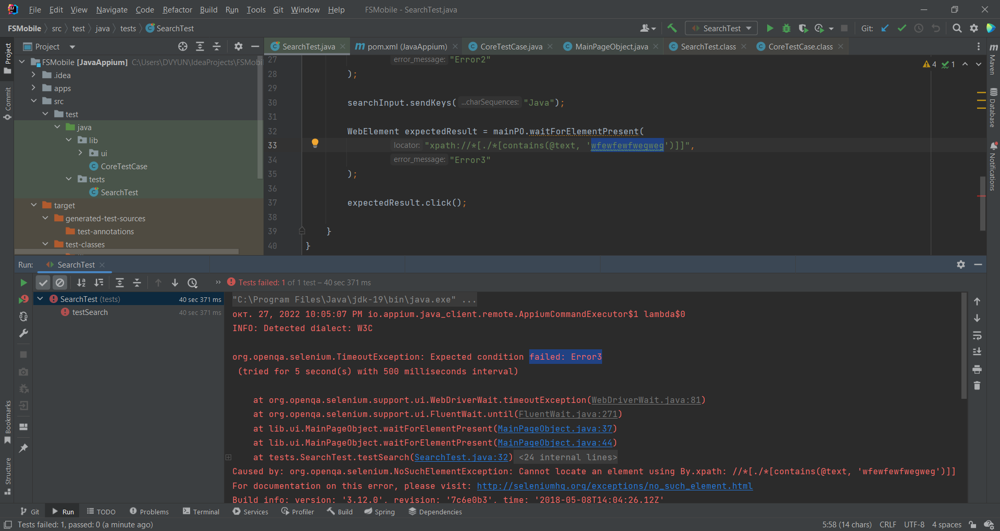 File Edit View Navigate Code Refactor Build Run Tools Git Window Help FSMobile - SearchTest.java
FSMobile src test java tests SearchTest
SearchTest Git:
Project
SearchTest.java pom.xml (JavaAppium) CoreTestCase.java MainPageObject.java SearchTest.class CoreTestCase.class
FSMobile [JavaAppium] C:\Users\DVYUN\IdeaProjects\FSMobi
.idea
apps
src
test
java
lib
ui
CoreTestCase
tests
SearchTest
target
generated-test-sources
test-annotations
test-classes
Project
Commit
Bookmarks
Structure
27 error_message: "Error2"
28 );
29
30 searchInput.sendKeys( ...charSequences: "Java");
31
32 WebElement expectedResult = mainPO.waitForElementPresent(
33 locator: "xpath://*[./*[contains(@text, 'wfewfewfwegweg')]]",
34 error_message: "Error3"
35 );
36
37 expectedResult.click();
38
39 }
40 }
4 1
Maven
Database
Notifications
Run: SearchTest
Tests failed: 1 of 1 test – 40 sec 371 ms
SearchTest (tests) 40 sec 371 ms
testSearch 40 sec 371 ms
"C:\Program Files\Java\jdk-19\bin\java.exe" ...
окт. 27, 2022 10:05:07 PM io.appium.java_client.remote.AppiumCommandExecutor$1 lambda$0
INFO: Detected dialect: W3C
org.openqa.selenium.TimeoutException: Expected condition failed: Error3
(tried for 5 second(s) with 500 milliseconds interval)
at org.openqa.selenium.support.ui.WebDriverWait.timeoutException(WebDriverWait.java:81)
at org.openqa.selenium.support.ui.FluentWait.until(FluentWait.java:271)
at lib.ui.MainPageObject.waitForElementPresent(MainPageObject.java:37)
at lib.ui.MainPageObject.waitForElementPresent(MainPageObject.java:44)
at tests.SearchTest.testSearch(SearchTest.java:32) <24 internal lines>
Caused by: org.openqa.selenium.NoSuchElementException: Cannot locate an element using By.xpath: //*[./*[contains(@text, 'wfewfewfwegweg')]]
For documentation on this error, please visit: http://seleniumhq.org/exceptions/no_such_element.html
Build info: version: '3.12.0', revision: '7c6e0b3', time: '2018-05-08T14:04:26.12Z'
Git Run TODO Problems Terminal Services Profiler Build Spring Dependencies
Tests failed: 1, passed: 0 (a minute ago) 5:58 (14 chars) CRLF UTF-8 4 spaces